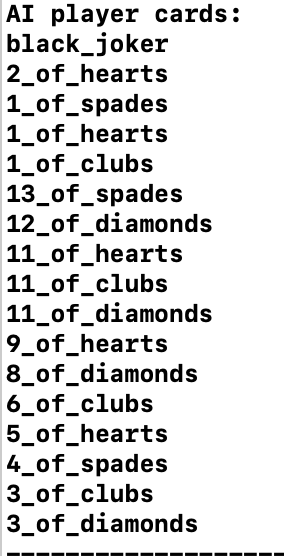 AI player cards:
black_joker
2_of_hearts
1_of_spades
1_of_hearts
1_of_clubs
13_of_spades
12_of_diamonds
11_of_hearts
11_of_clubs
11_of_diamonds
9_of_hearts
8_of_diamonds
6_of_clubs
5_of_hearts
4_of_spades
3_of_clubs
3_of_diamonds
-------------------